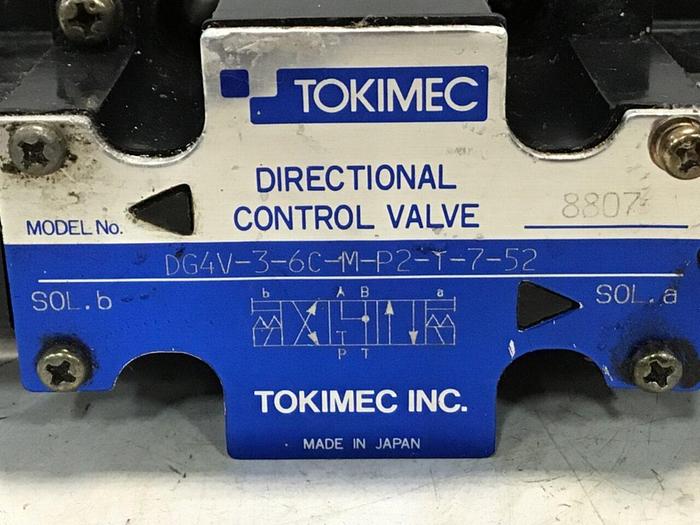 TOKIMEC
DIRECTIONAL
CONTROL VALVE
8807
MODEL No.
DG4V-3-6C-M-P2-T-7-52
SOL.b
SOL.a
b A B a
P T
TOKIMEC INC.
MADE IN JAPAN